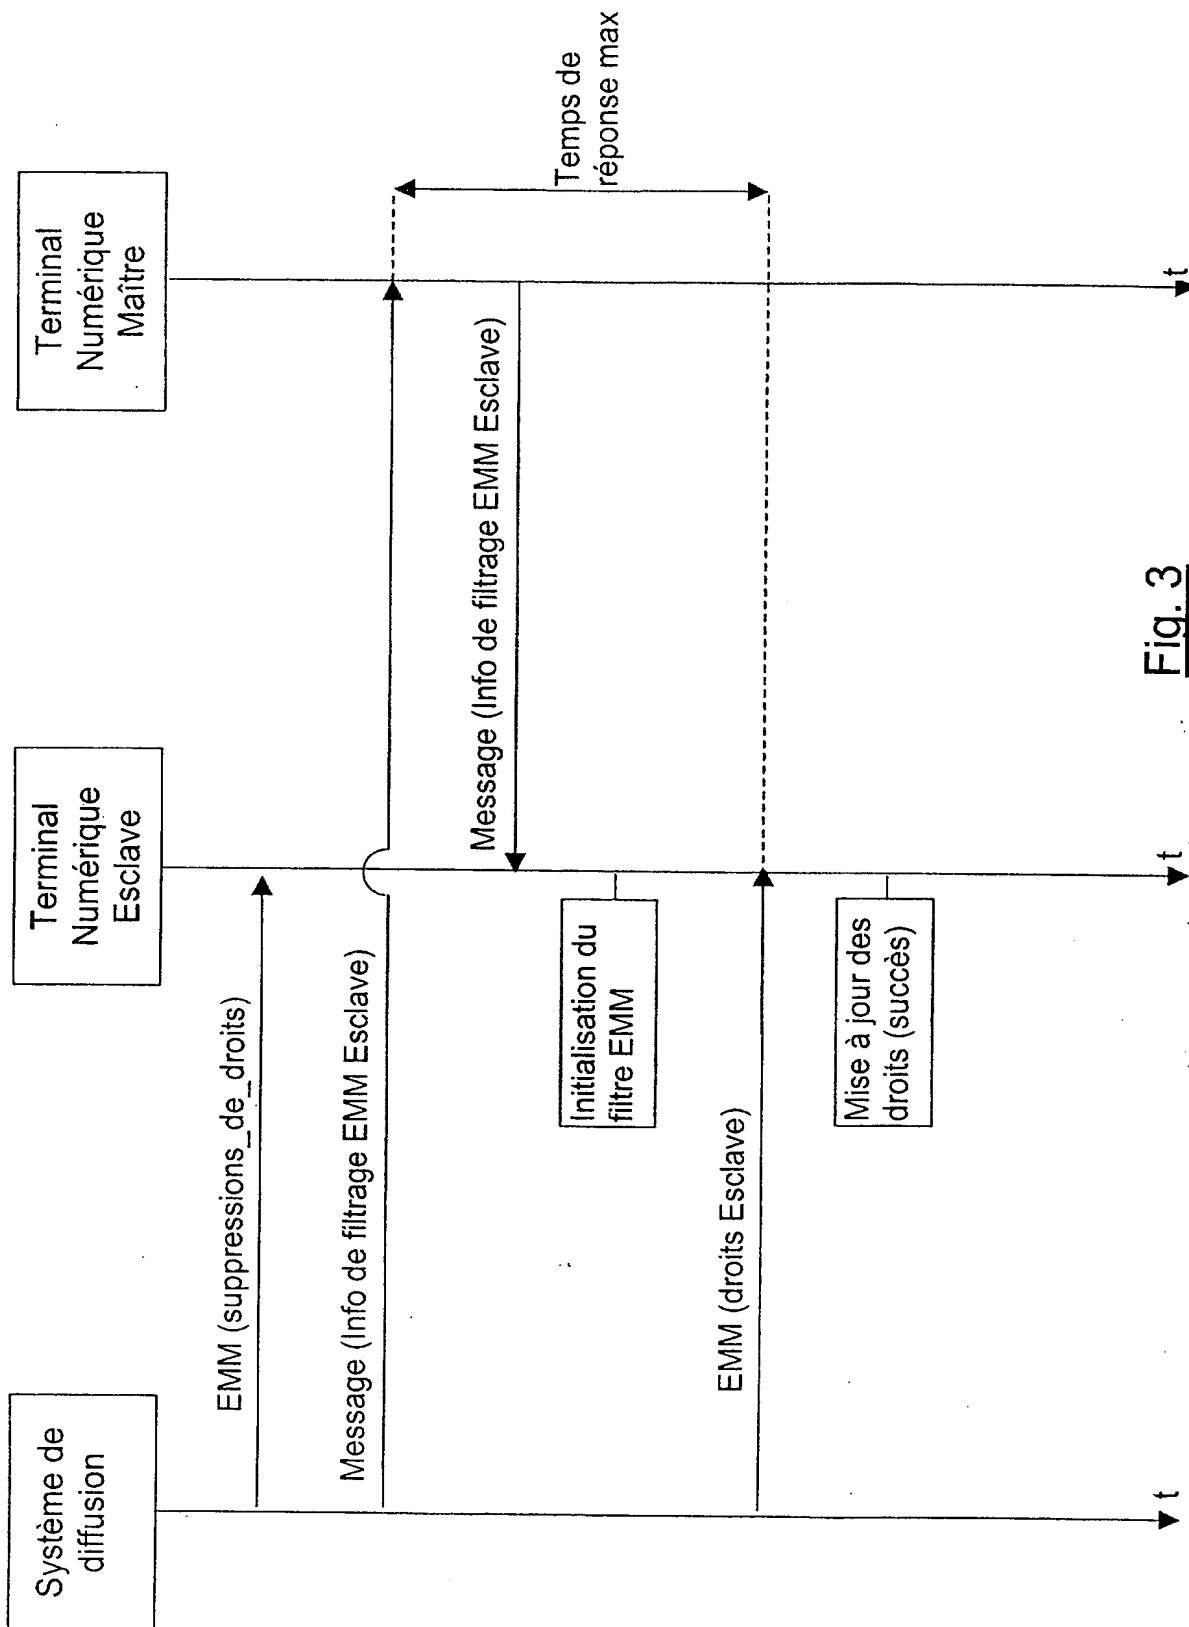 Système de
diffusion
Terminal
Numérique
Esclave
Terminal
Numérique
Maître
EMM (suppressions_de_droits)
Message (Info de filtrage EMM Esclave)
Message (Info de filtrage EMM Esclave)
Temps de
réponse max
Initialisation du
filtre EMM
EMM (droits Esclave)
Mise à jour des
droits (succès)
t
t
t
Fig. 3